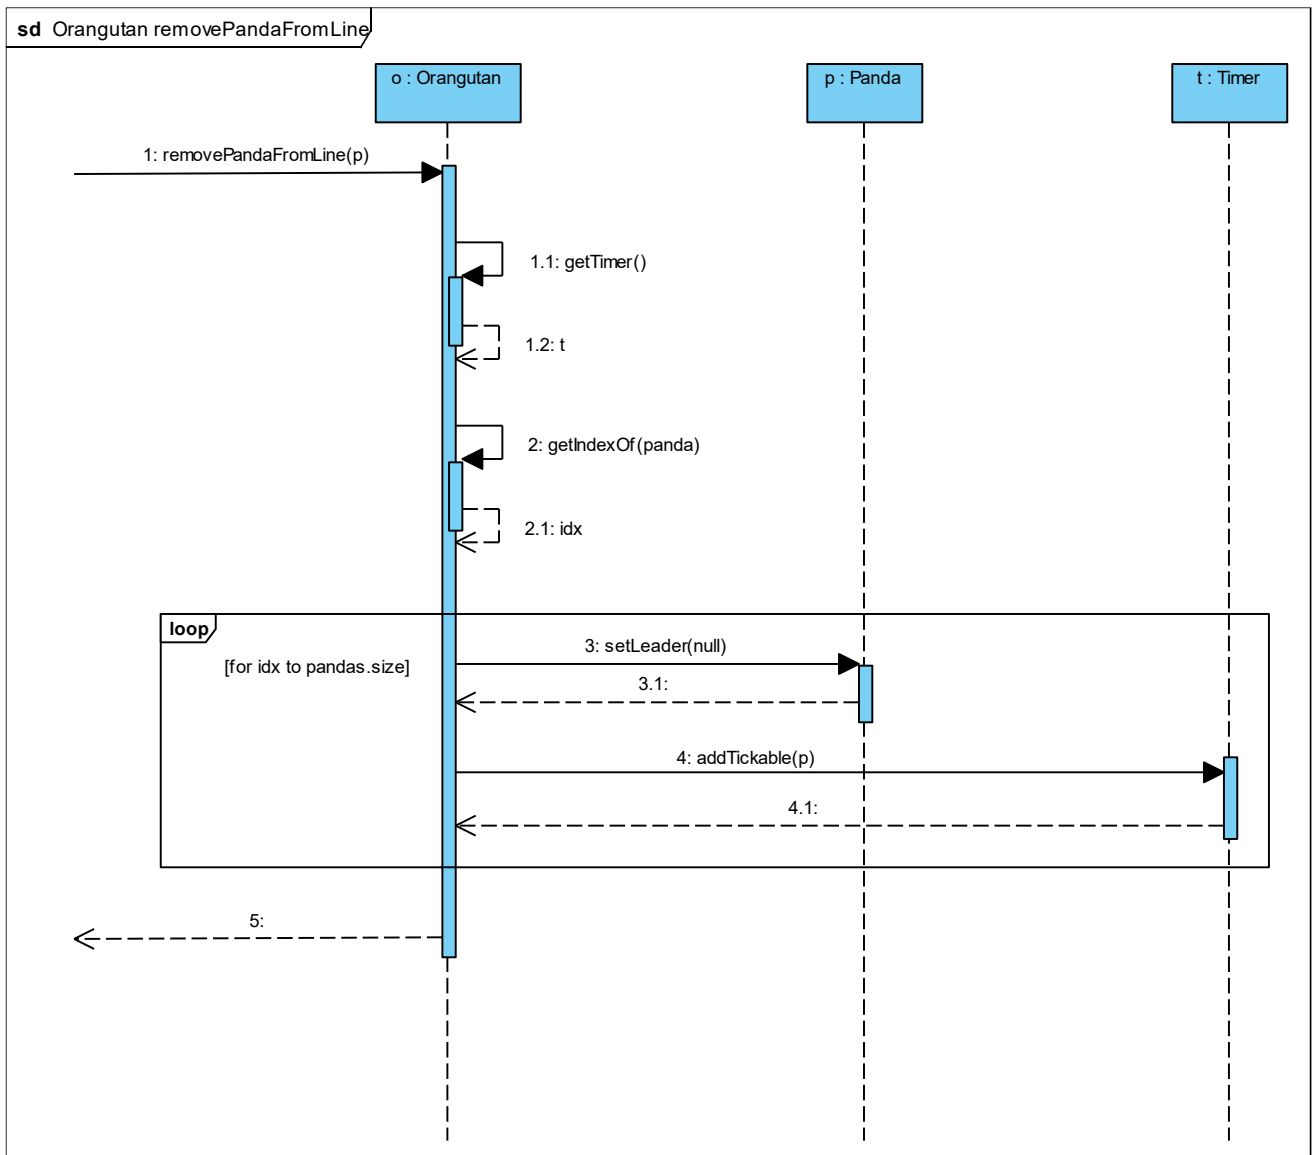 sd Orangutan removePandaFromLine
o : Orangutan
p : Panda
t : Timer
1: removePandaFromLine(p)
1.1: getTimer()
1.2: t
2: getIndexOf(panda)
2.1: idx
loop
[for idx to pandas.size]
3: setLeader(null)
3.1:
4: addTickable(p)
4.1:
5: